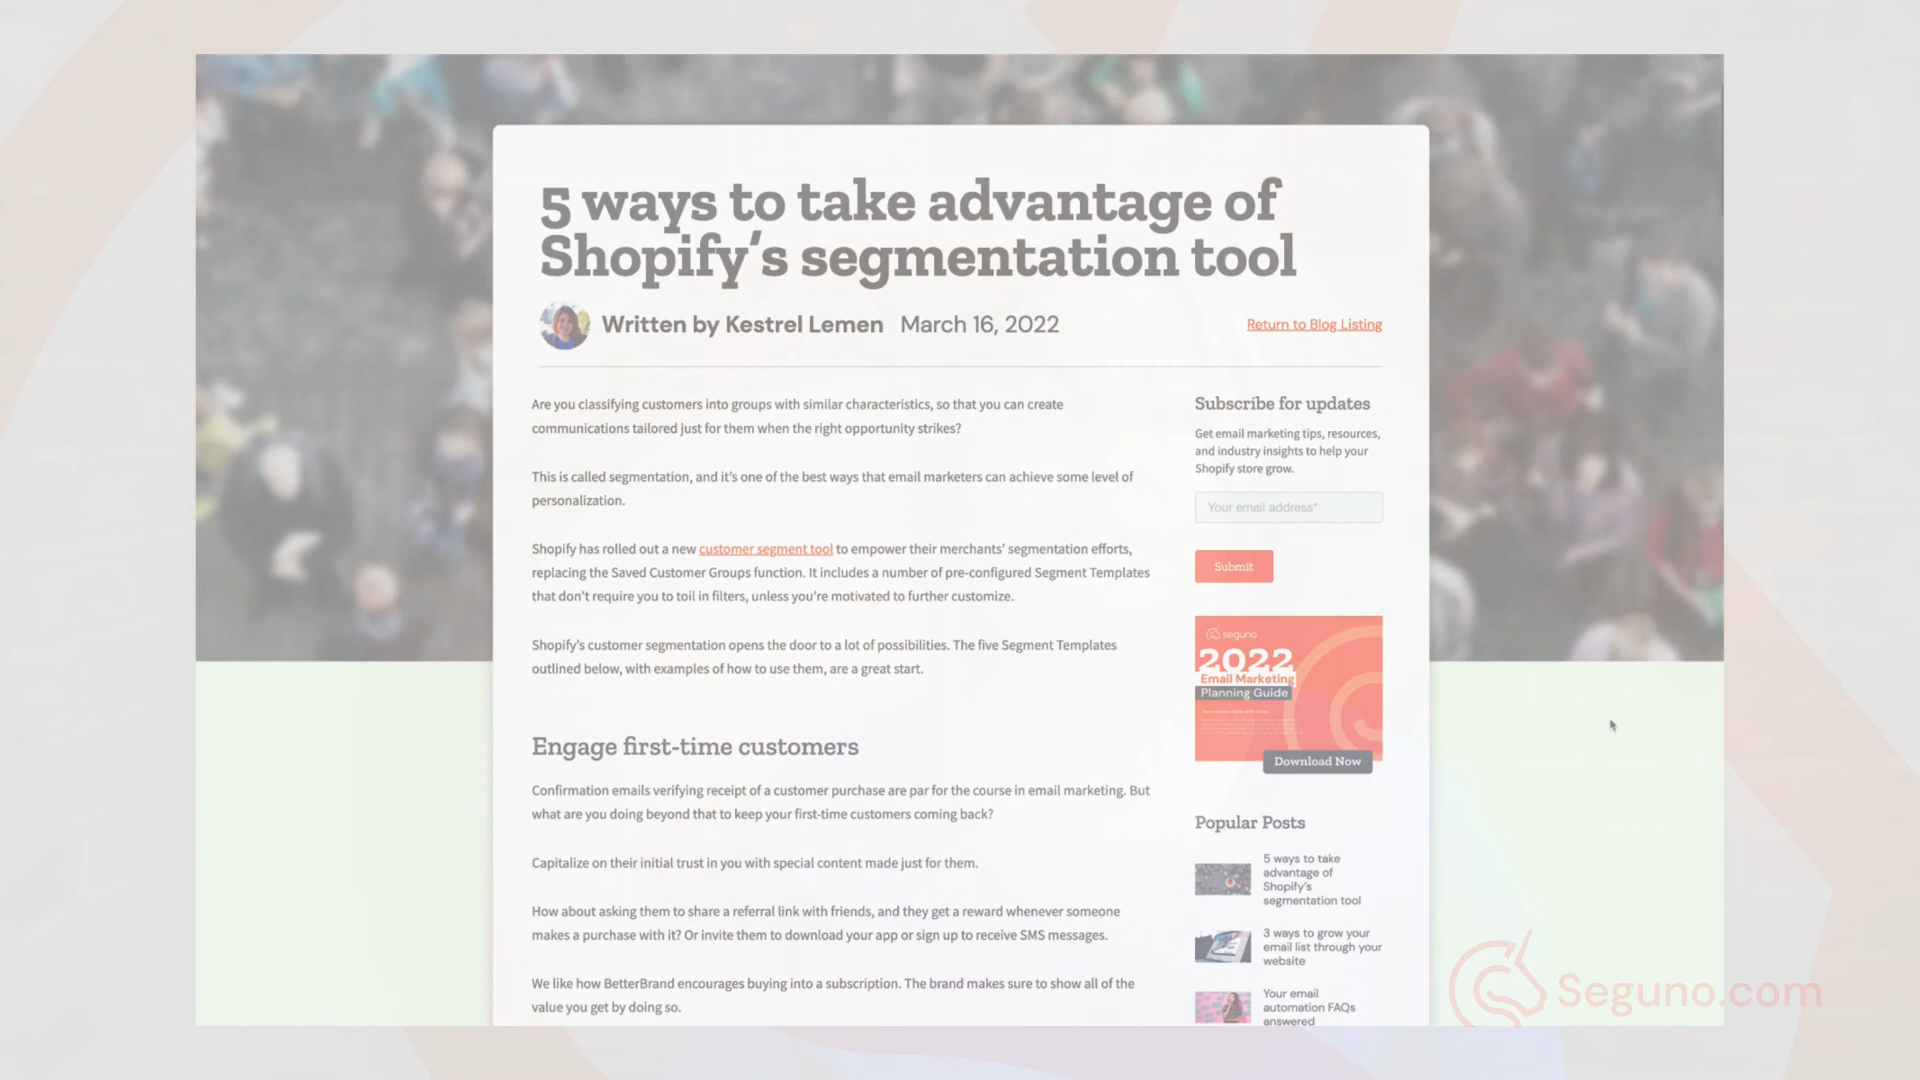 5 ways to take advantage of
Shopify's segmentation tool
Written by Kestrel Lemen March 16, 2022
Return to Blog Listing
Are you classifying customers into groups with similar characteristics, so that you can create
communications tailored just for them when the right opportunity strikes?
This is called segmentation, and it's one of the best ways that email marketers can achieve some level of
personalization.
Shopify has rolled out a new customer segment tool to empower their merchants' segmentation efforts,
replacing the Saved Customer Groups function. It includes a number of pre-configured Segment Templates
that don't require you to toil in filters, unless you're motivated to further customize.
Shopify's customer segmentation opens the door to a lot of possibilities. The five Segment Templates
outlined below, with examples of how to use them, are a great start.
Engage first-time customers
Confirmation emails verifying receipt of a customer purchase are par for the course in email marketing. But
what are you doing beyond that to keep your first-time customers coming back?
Capitalize on their initial trust in you with special content made just for them.
How about asking them to share a referral link with friends, and they get a reward whenever someone
makes a purchase with it? Or invite them to download your app or sign up to receive SMS messages.
We like how BetterBrand encourages buying into a subscription. The brand makes sure to show all of the
value you get by doing so.
Subscribe for updates
Get email marketing tips, resources,
and industry insights to help your
Shopify store grow.
Your email address*
Submit
seguno
2022
Email Marketing
Planning Guide
Download Now
Popular Posts
5 ways to take
advantage of
Shopify's
segmentation tool
3 ways to grow your
email list through your
website
Your email
automation FAQs
answered
Seguno.com